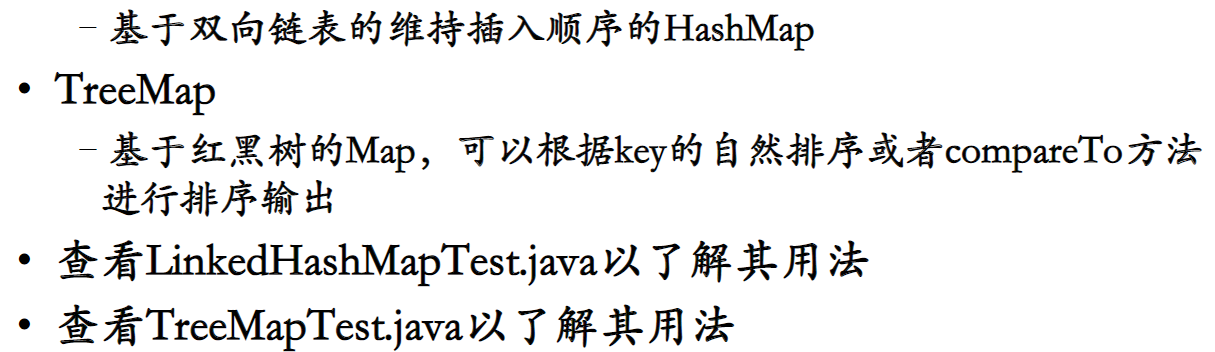 – 基于双向链表的维持插入顺序的HashMap
• TreeMap
– 基于红黑树的Map，可以根据key的自然排序或者compareTo方法
进行排序输出
• 查看LinkedHashMapTest.java以了解其用法
• 查看TreeMapTest.java以了解其用法